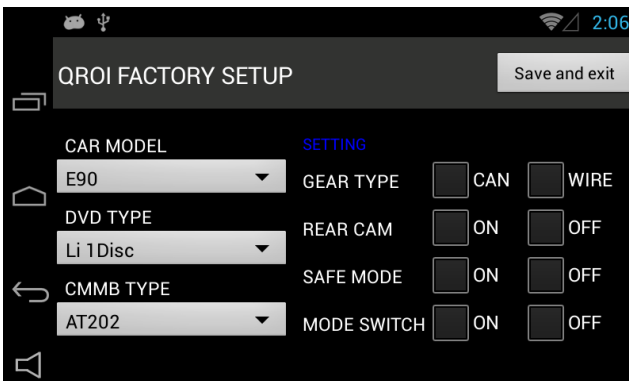 2:06
QROI FACTORY SETUP
Save and exit
CAR MODEL
E90
DVD TYPE
Li 1Disc
CMMB TYPE
AT202
SETTING
GEAR TYPE CAN WIRE
REAR CAM ON OFF
SAFE MODE ON OFF
MODE SWITCH ON OFF